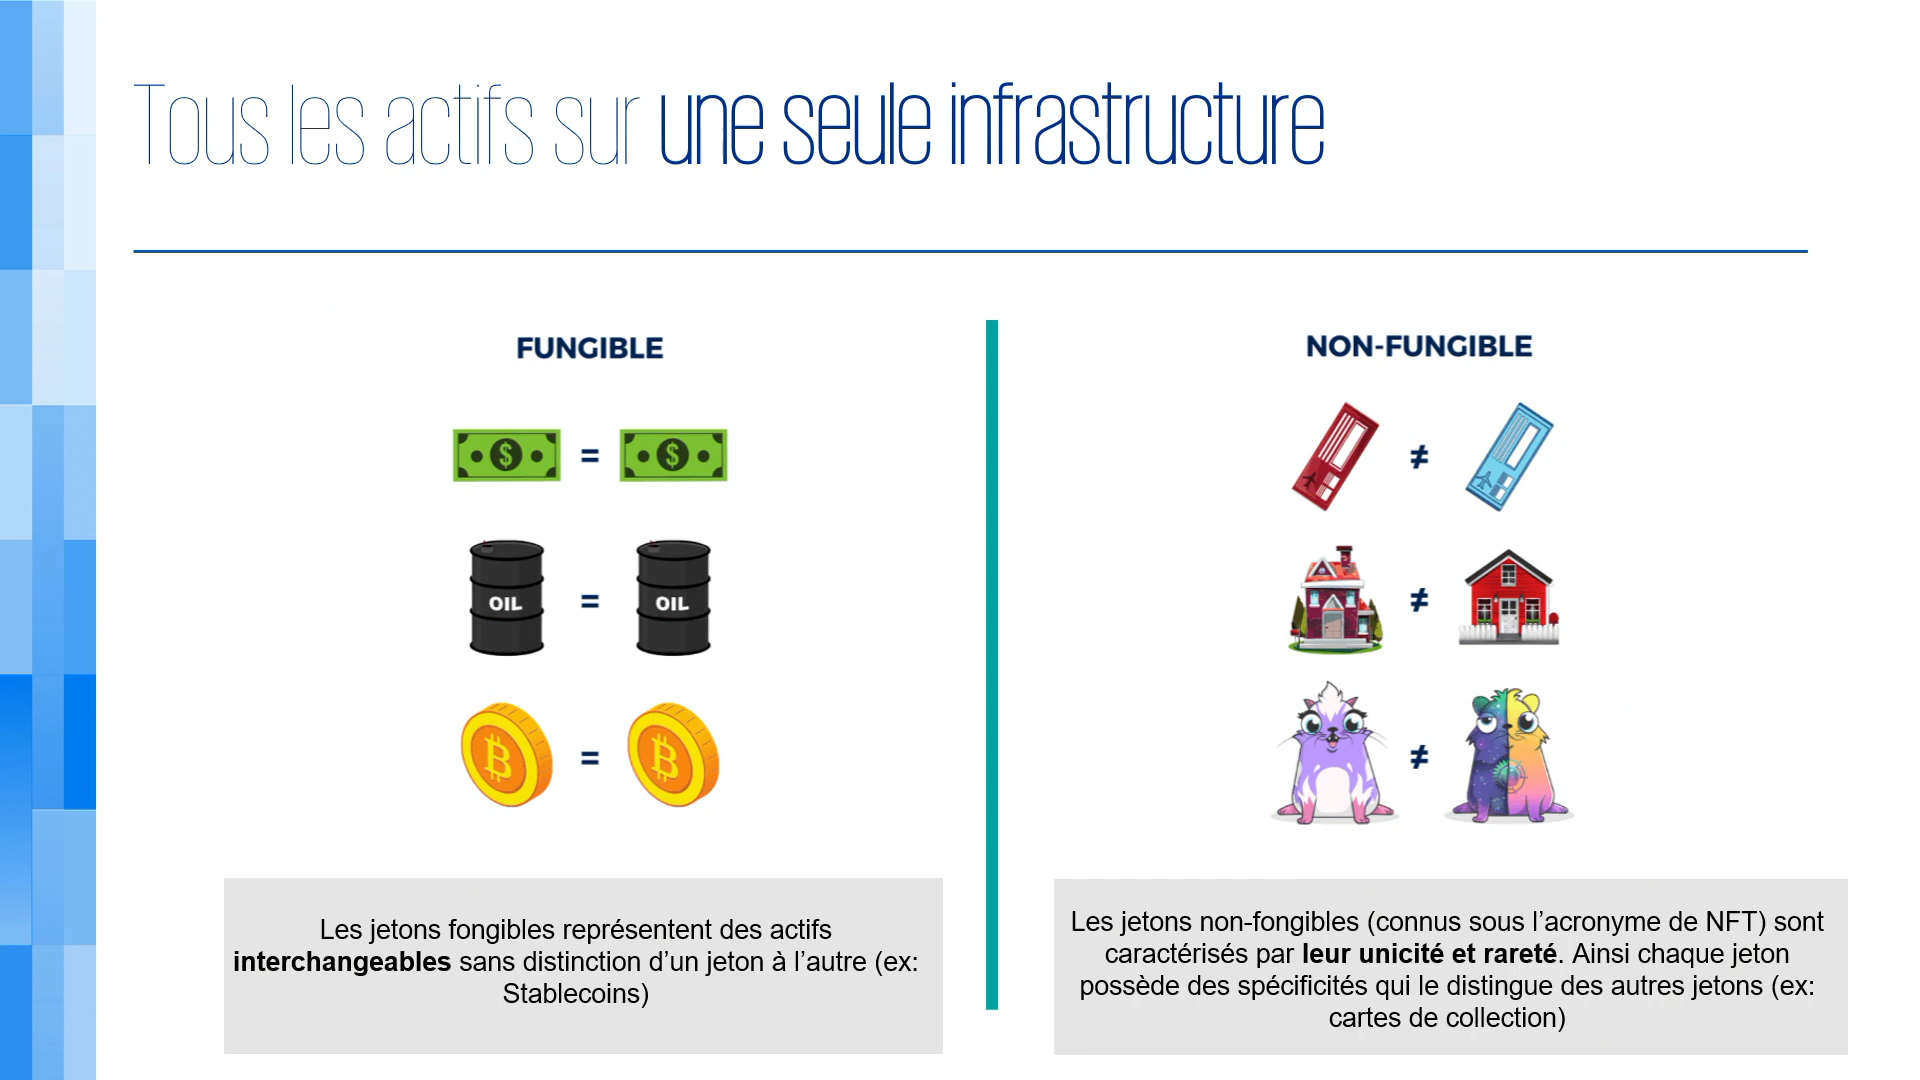 Tous les actifs sur une seule infrastructure
FUNGIBLE
$ = $
OIL = OIL
₿ = ₿
Les jetons fongibles représentent des actifs
interchangeables sans distinction d’un jeton à l’autre (ex:
Stablecoins)
NON-FUNGIBLE
≠
≠
≠
Les jetons non-fongibles (connus sous l’acronyme de NFT) sont
caractérisés par leur unicité et rareté. Ainsi chaque jeton
possède des spécificités qui le distingue des autres jetons (ex:
cartes de collection)